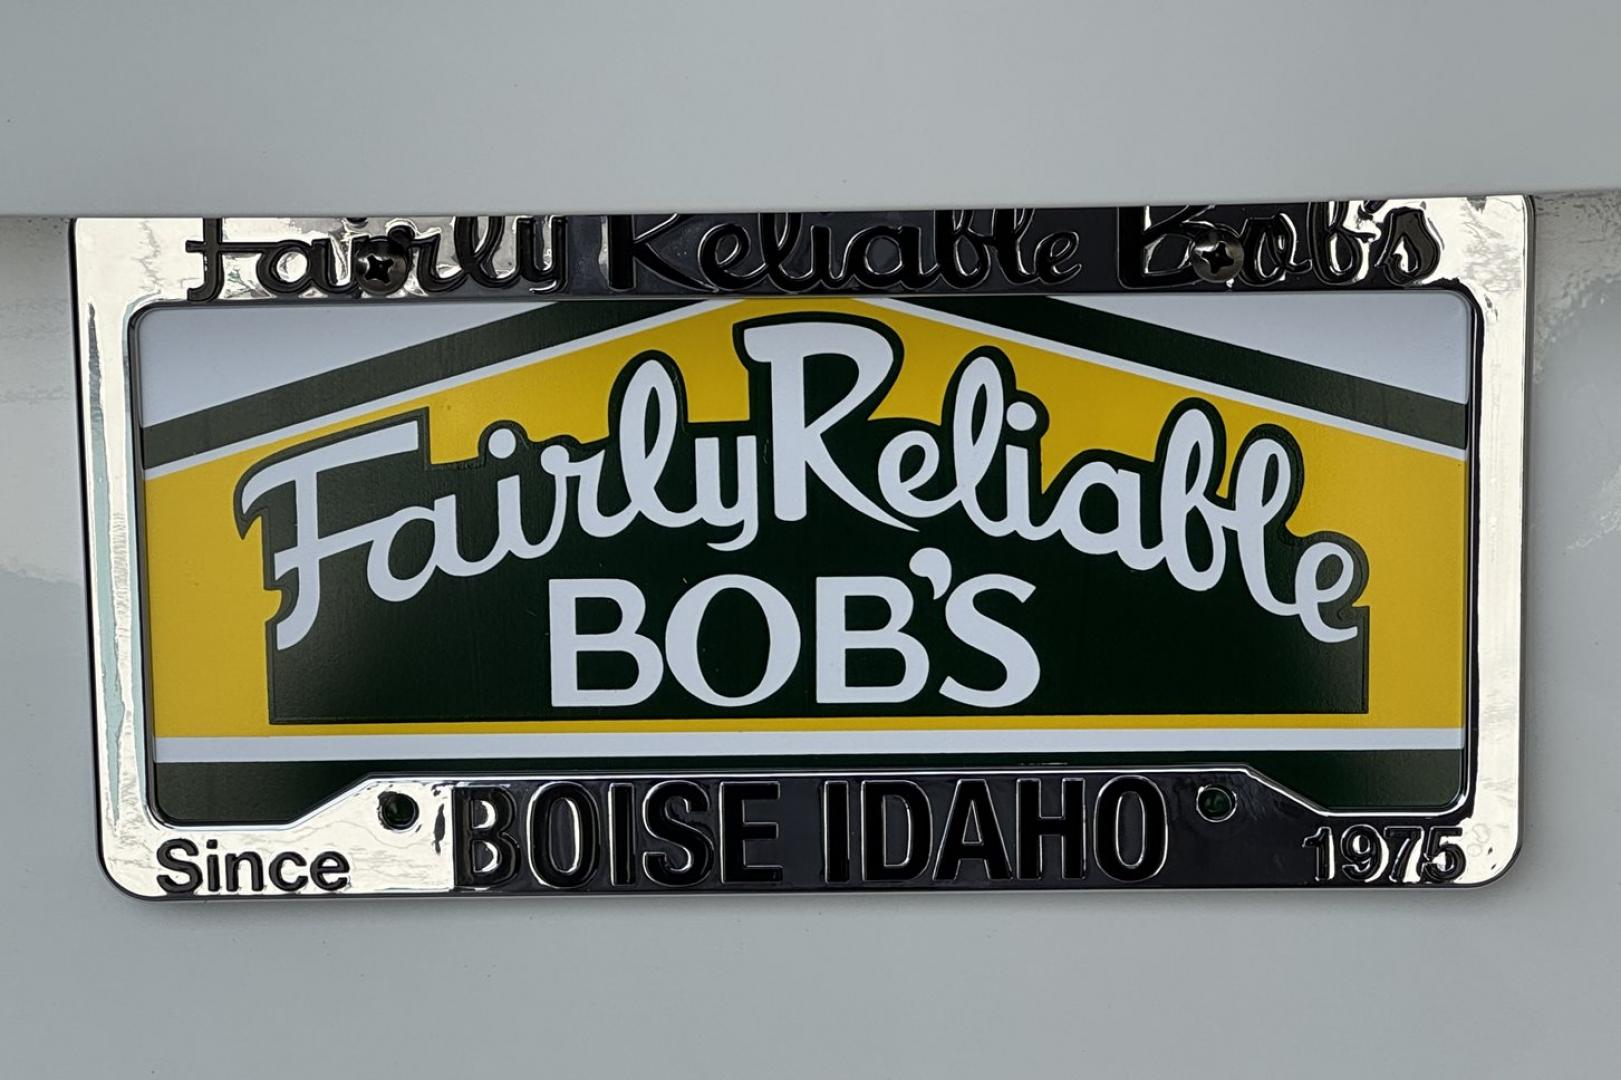 Fairly Reliable Bob's
Fairly Reliable
BOB'S
BOISE IDAHO
Since 1975